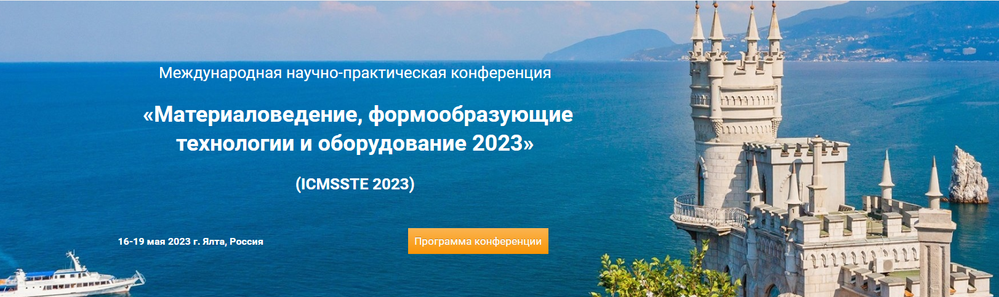 Международная научно-практическая конференция
«Материаловедение, формообразующие
технологии и оборудование 2023»
(ICMSSTE 2023)
16-19 мая 2023 г. Ялта, Россия
Программа конференции